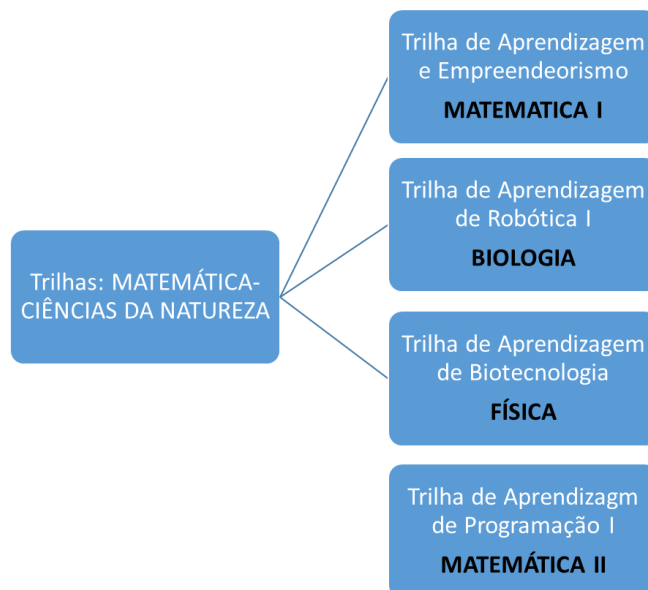 Trilha de Aprendizagem
e Empreendeorismo
MATEMATICA I
Trilha de Aprendizagem
de Robótica I
BIOLOGIA
Trilhas: MATEMÁTICA-
CIÊNCIAS DA NATUREZA
Trilha de Aprendizagem
de Biotecnologia
FÍSICA
Trilha de Aprendizagm
de Programação I
MATEMÁTICA II